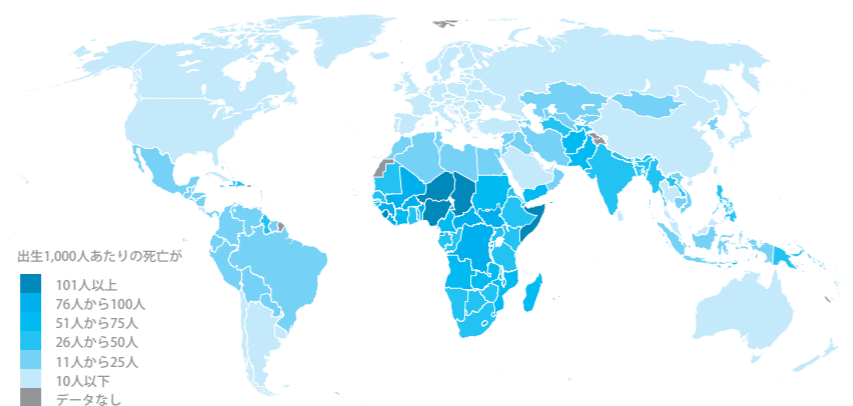 出生1,000人あたりの死亡が
101人以上
76人から100人
51人から75人
26人から50人
11人から25人
10人以下
データなし